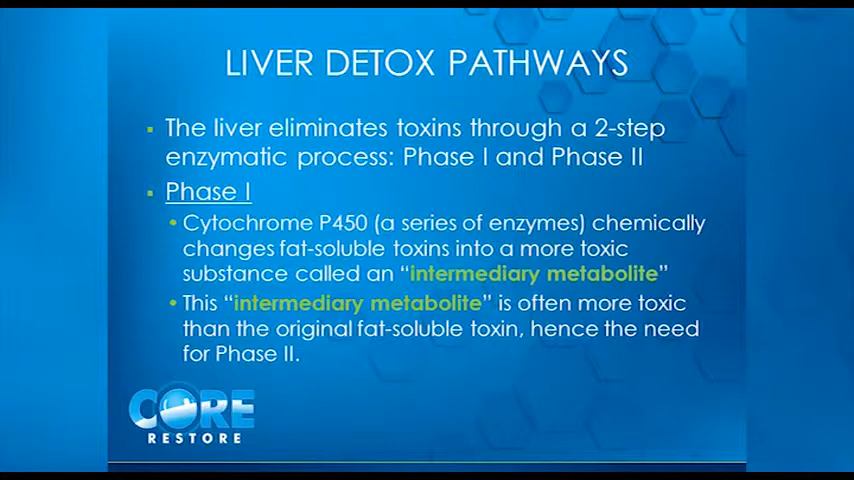 LIVER DETOX PATHWAYS
The liver eliminates toxins through a 2-step
enzymatic process: Phase I and Phase II
Phase I
Cytochrome P450 (a series of enzymes) chemically
changes fat-soluble toxins into a more toxic
substance called an “intermediary metabolite”
This “intermediary metabolite” is often more toxic
than the original fat-soluble toxin, hence the need
for Phase II.
CORE
RESTORE